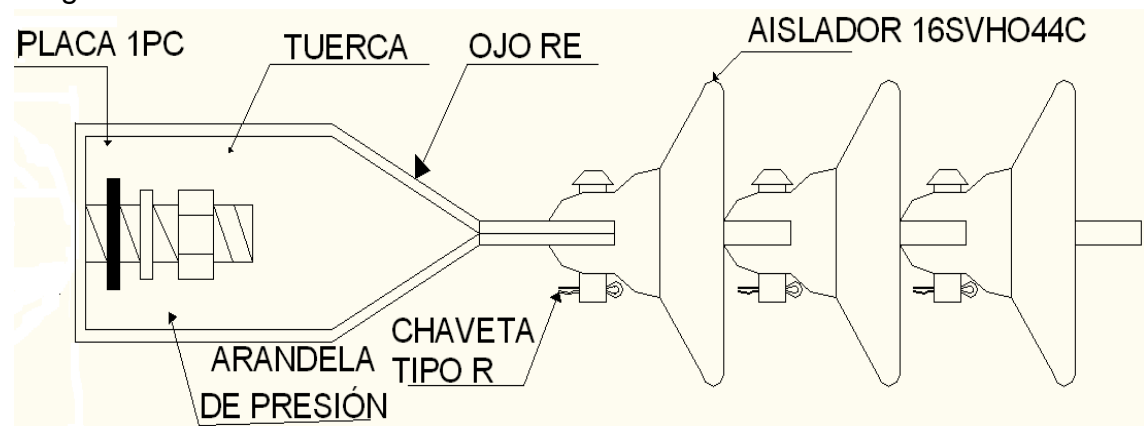 PLACA 1PC
TUERCA
OJO RE
AISLADOR 16SVHO44C
CHAVETA
TIPO R
ARANDELA
DE PRESIÓN